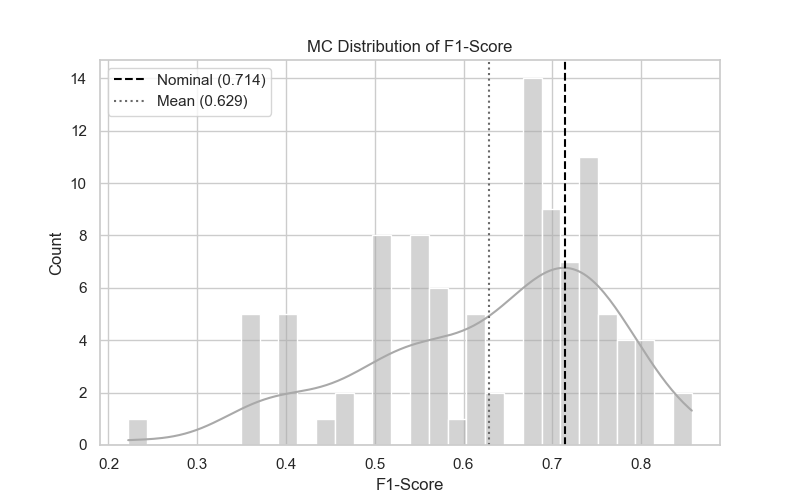 MC Distribution of F1-Score
Nominal (0.714)
Mean (0.629)
Count
14
12
10
8
6
4
2
0
0.2 0.3 0.4 0.5 0.6 0.7 0.8
F1-Score